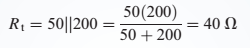 Rₜ = 50||200 = 50(200) / 50 + 200 = 40 Ω